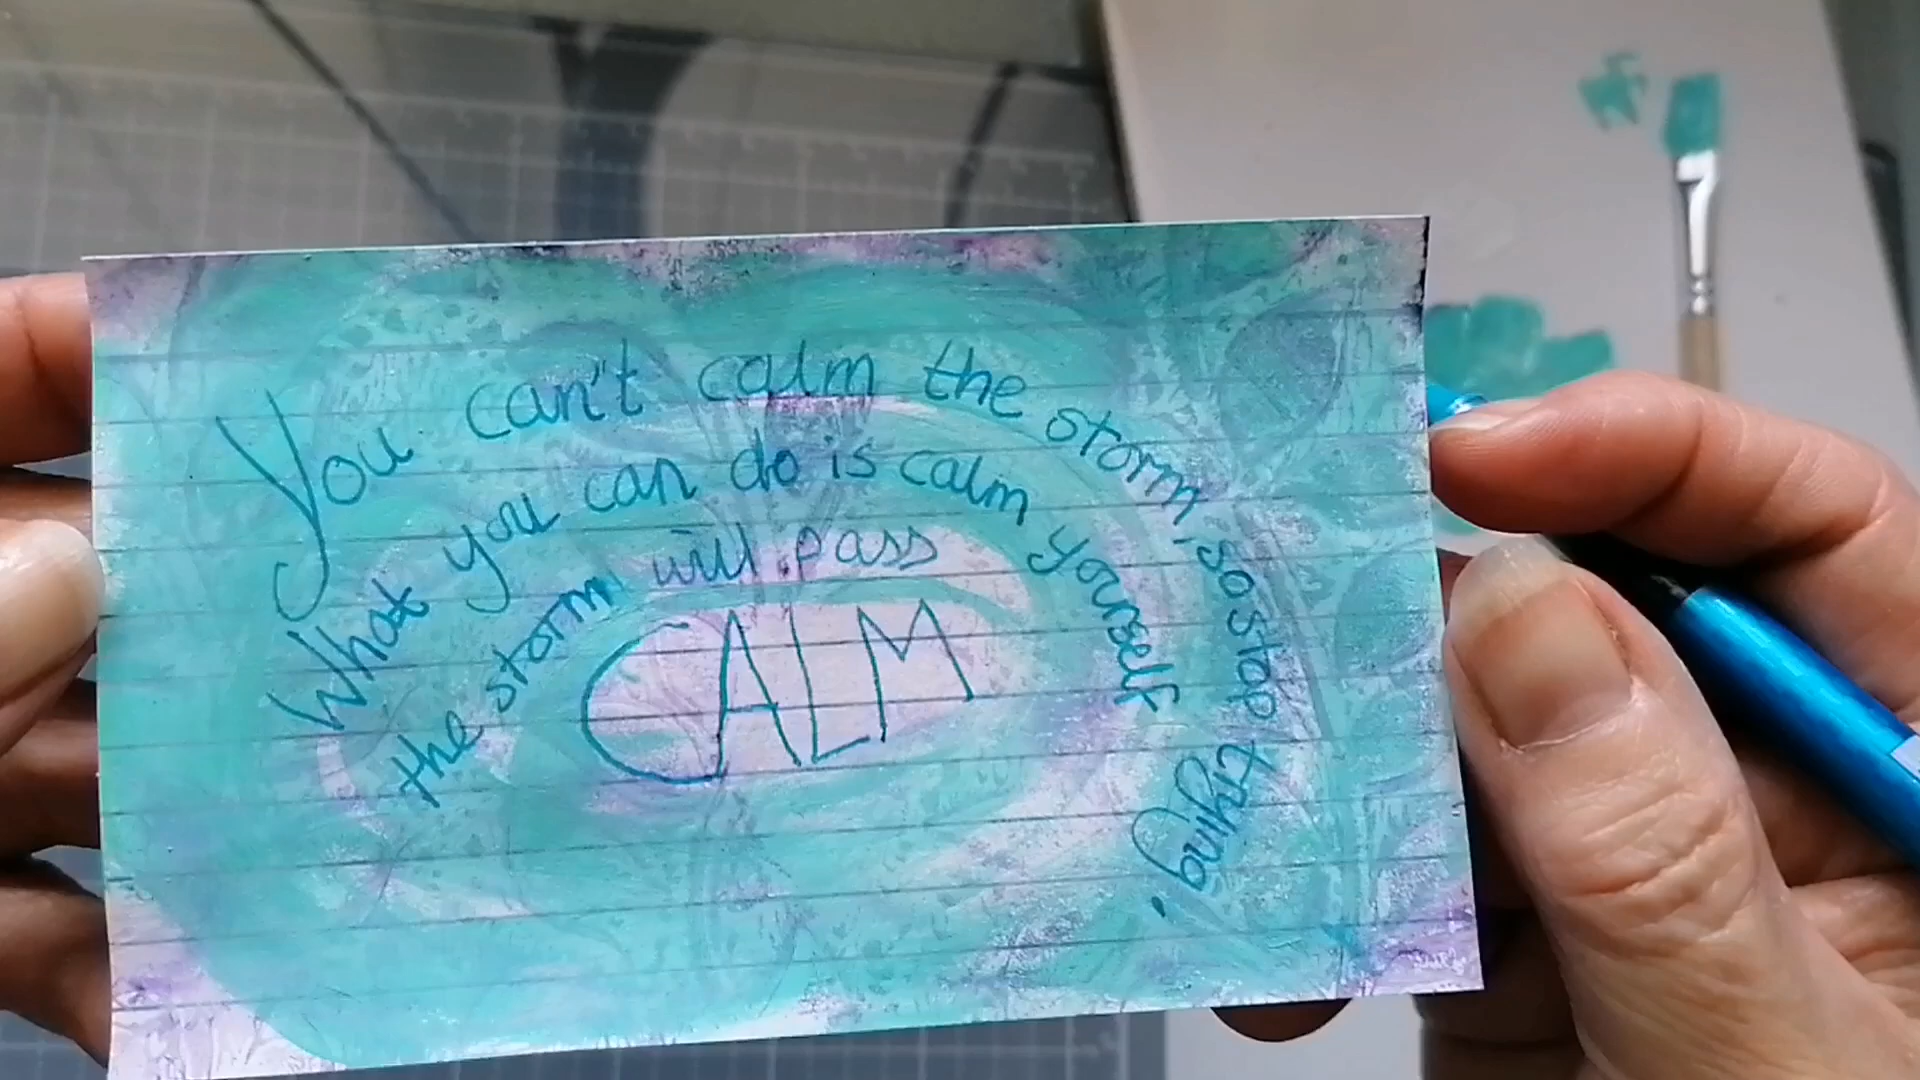 You can't calm the storm, so stop trying,
What you can do is calm yourself
the storm will pass
CALM